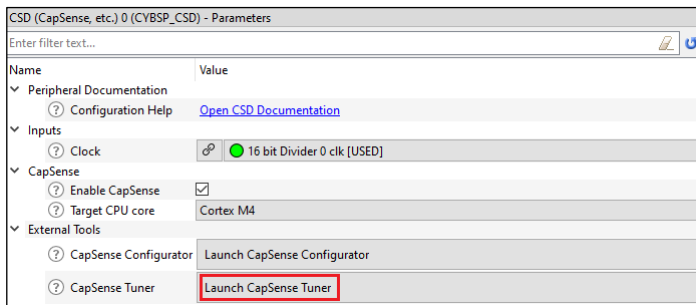 CSD (CapSense, etc.) 0 (CYBSP_CSD) - Parameters
Enter filter text...
Name Value
Peripheral Documentation
? Configuration Help Open CSD Documentation
Inputs
? Clock 16 bit Divider 0 clk [USED]
CapSense
? Enable CapSense
? Target CPU core Cortex M4
External Tools
? CapSense Configurator Launch CapSense Configurator
? CapSense Tuner Launch CapSense Tuner